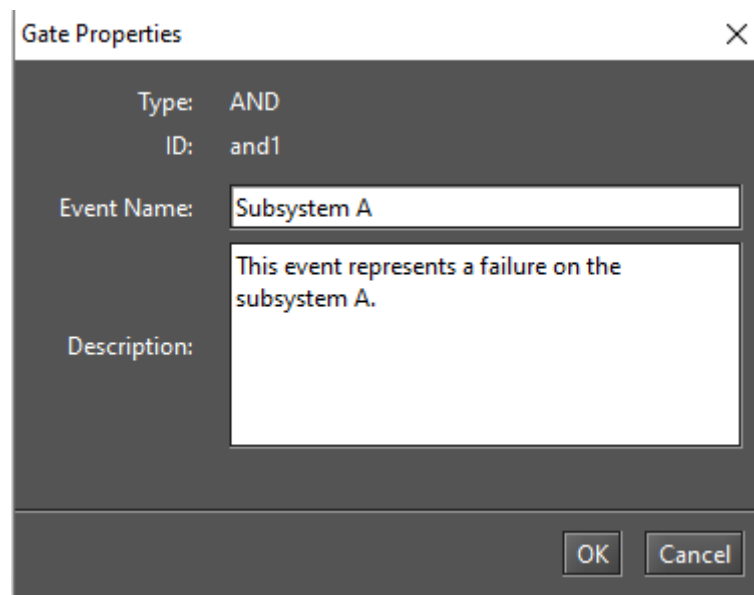 Gate Properties
Type: AND
ID: and1
Event Name: Subsystem A
Description: This event represents a failure on the
subsystem A.
OK Cancel